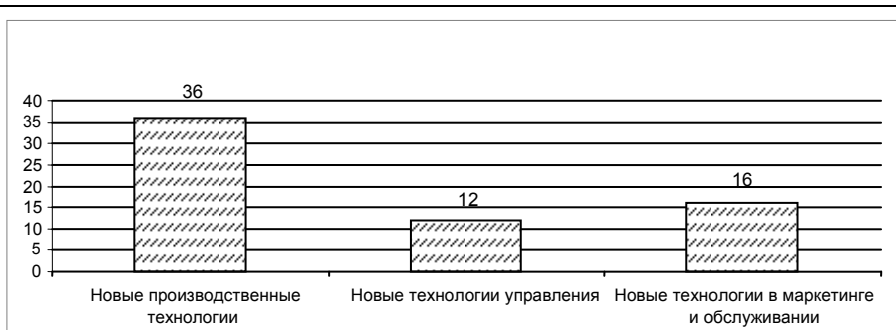 36
12
16
40
35
30
25
20
15
10
5
0
Новые производственные
технологии
Новые технологии управления
Новые технологии в маркетинге
и обслуживании